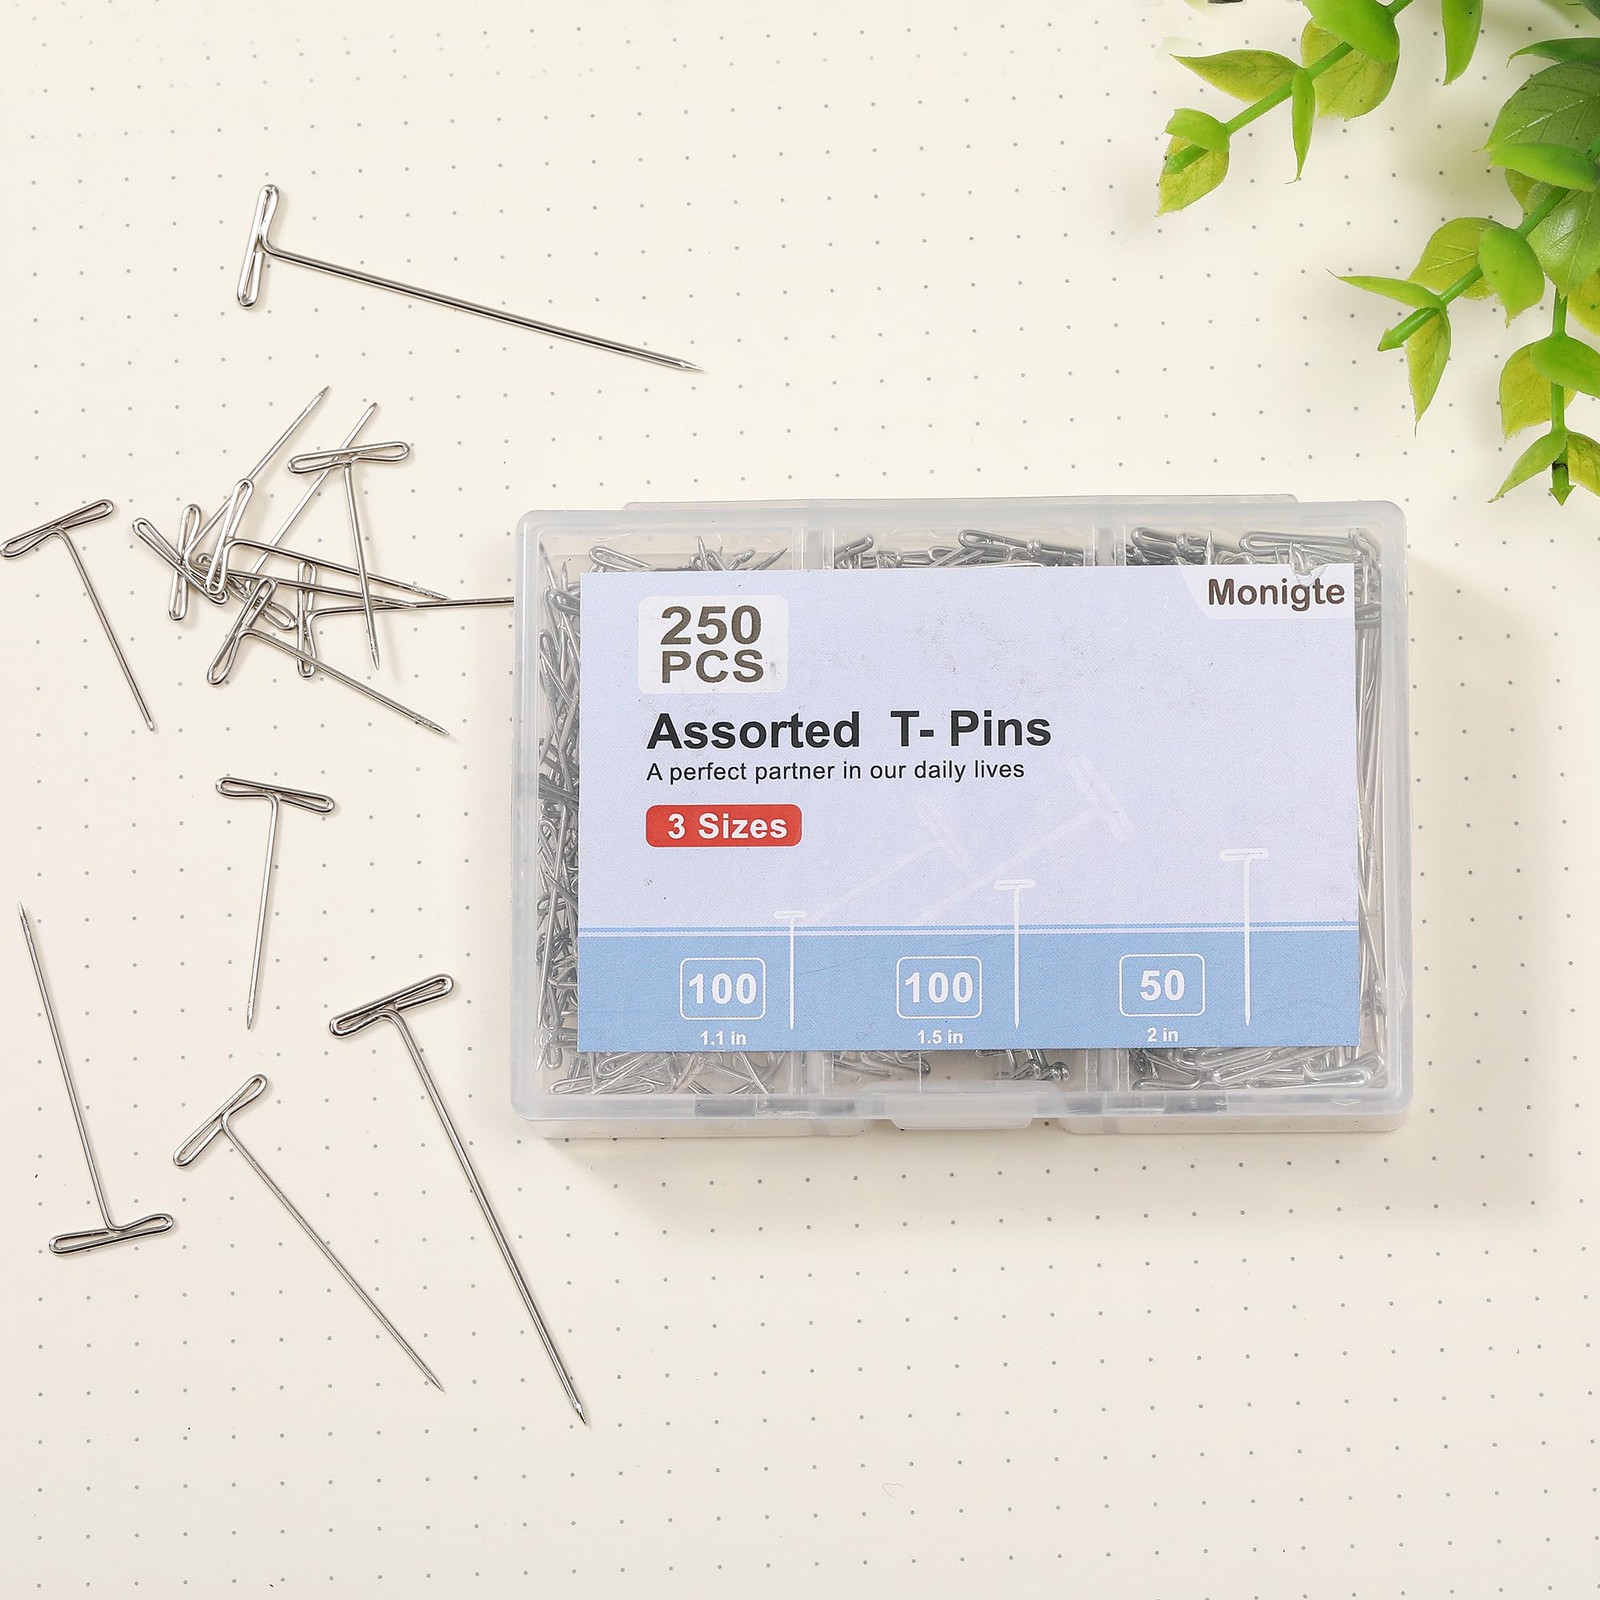 Monigte
250
PCS
Assorted T- Pins
A perfect partner in our daily lives
3 Sizes
100 100 50
1.1 in 1.5 in 2 in